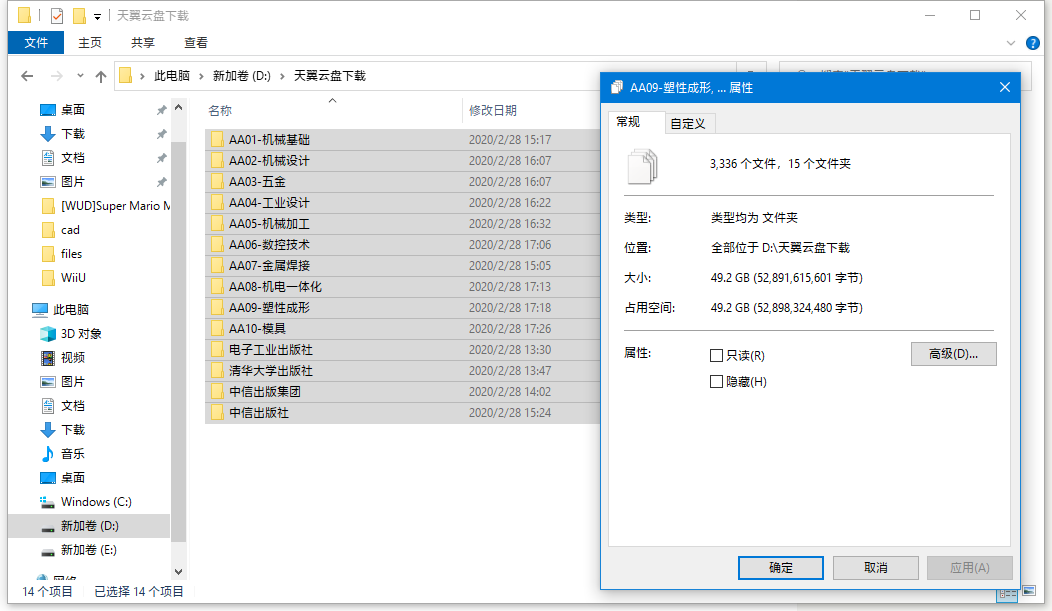 天翼云盘下载
文件 主页 共享 查看
此电脑 新加卷 (D:) 天翼云盘下载
桌面
下载
文档
图片
[WUD]Super Mario M
cad
files
WiiU
此电脑
3D 对象
视频
图片
文档
下载
音乐
桌面
Windows (C:)
新加卷 (D:)
新加卷 (E:)
网络
名称 修改日期
AA01-机械基础 2020/2/28 15:17
AA02-机械设计 2020/2/28 16:07
AA03-五金 2020/2/28 16:07
AA04-工业设计 2020/2/28 16:22
AA05-机械加工 2020/2/28 16:32
AA06-数控技术 2020/2/28 17:06
AA07-金属焊接 2020/2/28 15:05
AA08-机电一体化 2020/2/28 17:13
AA09-塑性成形 2020/2/28 17:18
AA10-模具 2020/2/28 17:26
电子工业出版社 2020/2/28 13:30
清华大学出版社 2020/2/28 13:47
中信出版集团 2020/2/28 14:02
中信出版社 2020/2/28 15:24
14 个项目 已选择 14 个项目
AA09-塑性成形, ... 属性
常规 自定义
3,336 个文件，15 个文件夹
类型: 类型均为 文件夹
位置: 全部位于 D:\天翼云盘下载
大小: 49.2 GB (52,891,615,601 字节)
占用空间: 49.2 GB (52,898,324,480 字节)
属性: 只读(R) 高级(D)...
隐藏(H)
确定 取消 应用(A)